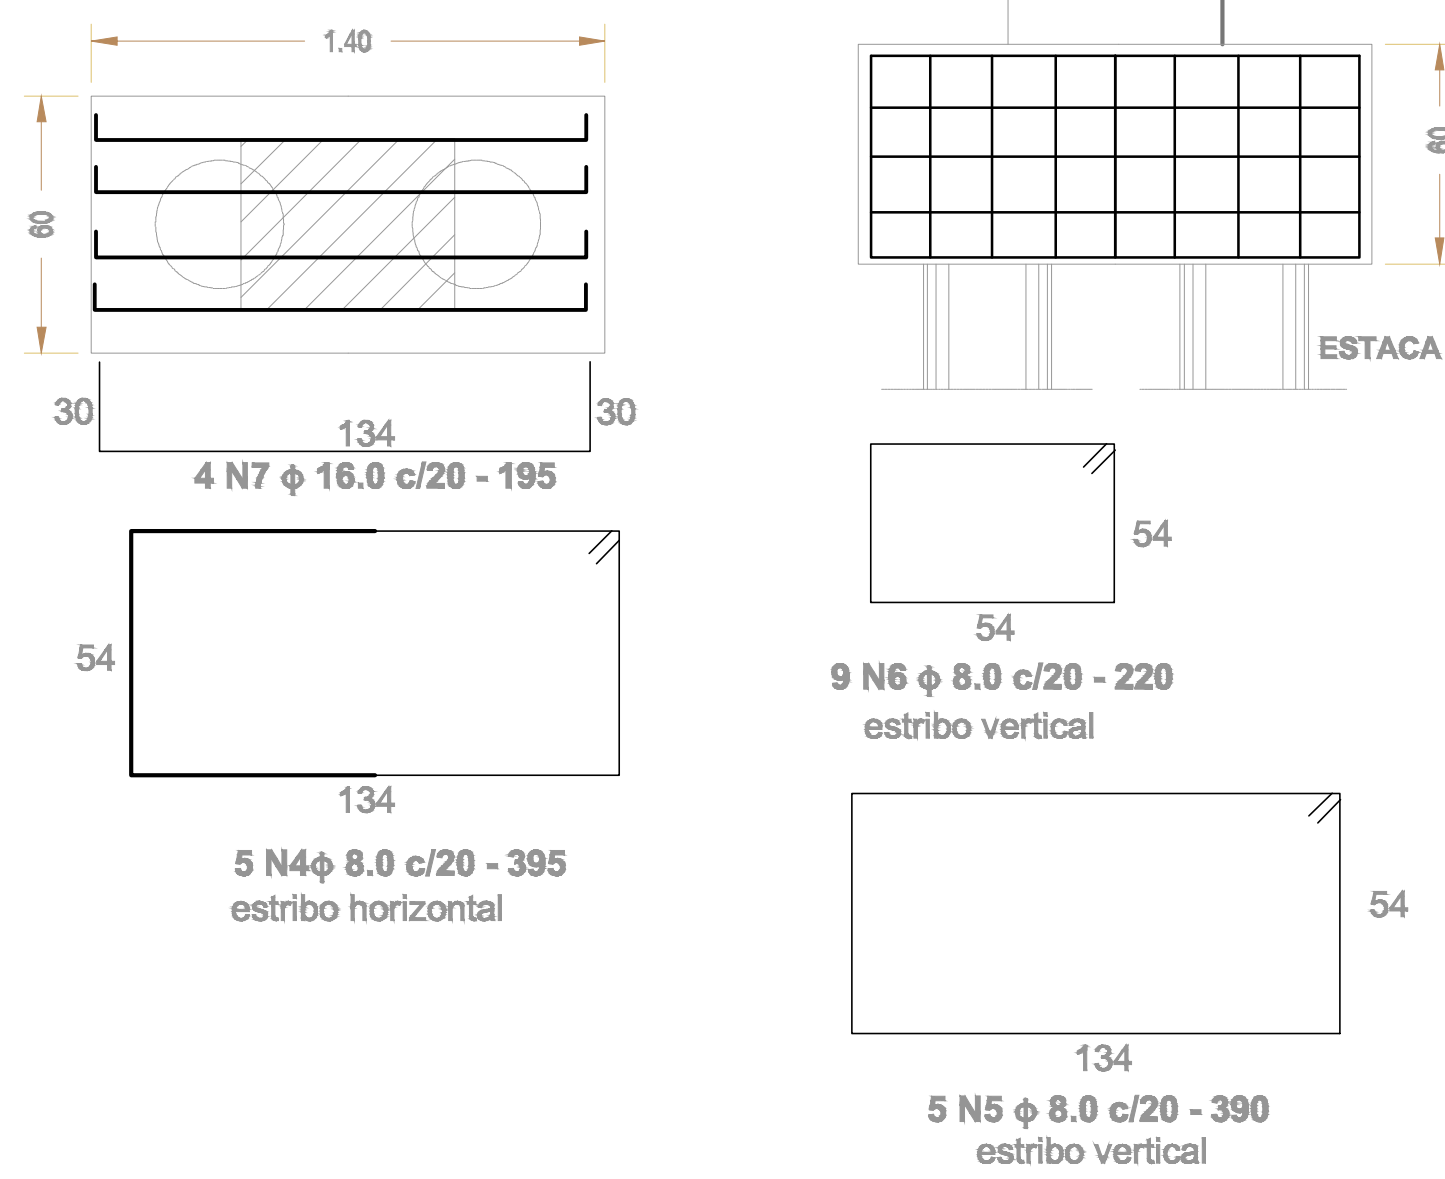 1.40
60
30
134
30
4 N7 ϕ 16.0 c/20 - 195
54
134
5 N4ϕ 8.0 c/20 - 395
estribo horizontal
60
ESTACA
54
54
9 N6 ϕ 8.0 c/20 - 220
estribo vertical
54
134
5 N5 ϕ 8.0 c/20 - 390
estribo vertical